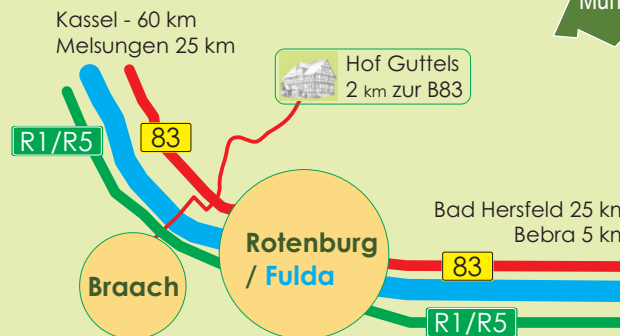 Kassel - 60 km
Melsungen 25 km
Hof Guttels
2 km zur B83
R1/R5
83
Bad Hersfeld 25 km
Bebra 5 km
Rotenburg
/ Fulda
83
Braach
R1/R5